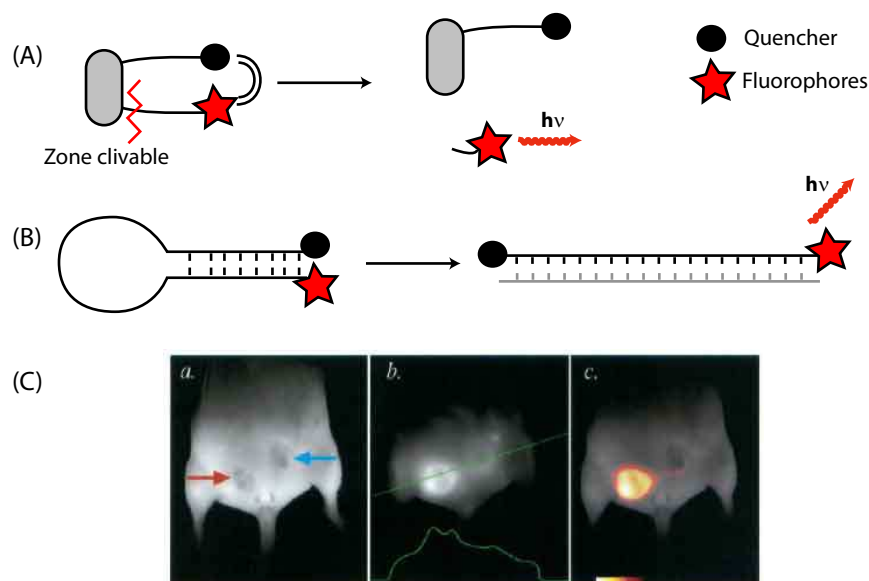 (A)
Zone clivable
hν
Quencher
Fluorophores
(B)
hν
(C)
a.
b.
c.